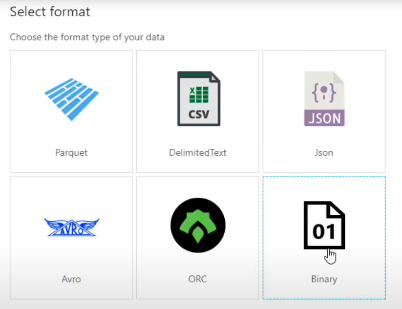 Select format
Choose the format type of your data
CSV
JSON
Parquet
DelimitedText
Json
AVRO
01
Avro
ORC
Binary